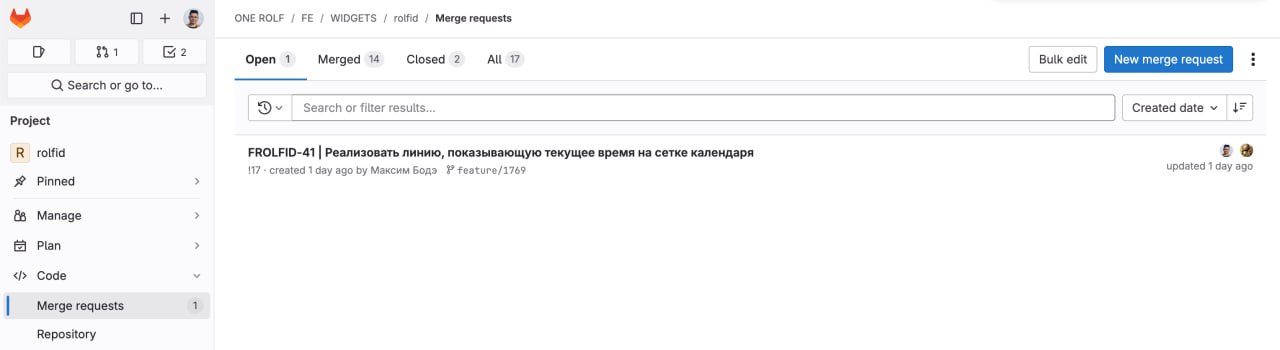 ONE ROLF / FE / WIDGETS / rolfid / Merge requests
1
2
Search or go to...
Project
R rolfid
Pinned
Manage
Plan
Code
Merge requests 1
Repository
Open 1 Merged 14 Closed 2 All 17
Bulk edit New merge request
Search or filter results...
Created date
FROLFID-41 | Реализовать линию, показывающую текущее время на сетке календаря
!17 · created 1 day ago by Максим Бодэ feature/1769
updated 1 day ago